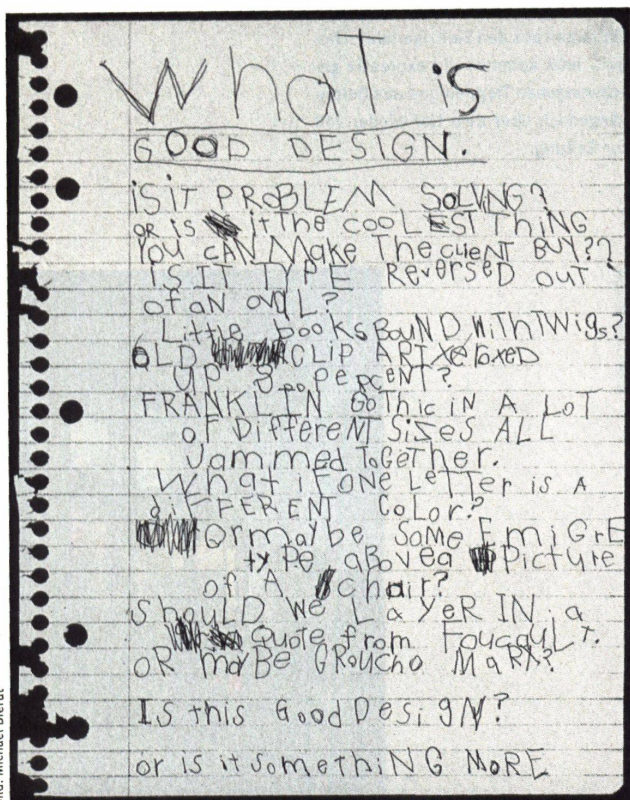 What is
GOOD DESIGN.
iS iT PROBLEM SOLViNG?
OR is it The COOLEST THiNG
You CAN Make The CLieNT BUY??
IS IT TYPE ReveRSeD OUT
of aN OVaL?
Little books BouND WiTh TWigs?
OLD CLiP ART XeRoxeD
UP 800 peRCeNT?
FRANKLIN GoThic iN A LoT
oF DiffereNT SiZeS ALL
Jammed ToGeTher.
What iF ONe LeTTer is A
diFFERENT CoLor?
Or maybe SoMe EmiGrE
type aBove a Picture
of A chair?
ShouLD We LayeR IN a
Quote from FoucauLT.
oR maYBe GRoucho MaRX?
Is this Good DesiGN?
or is it SomethiNG MoRE